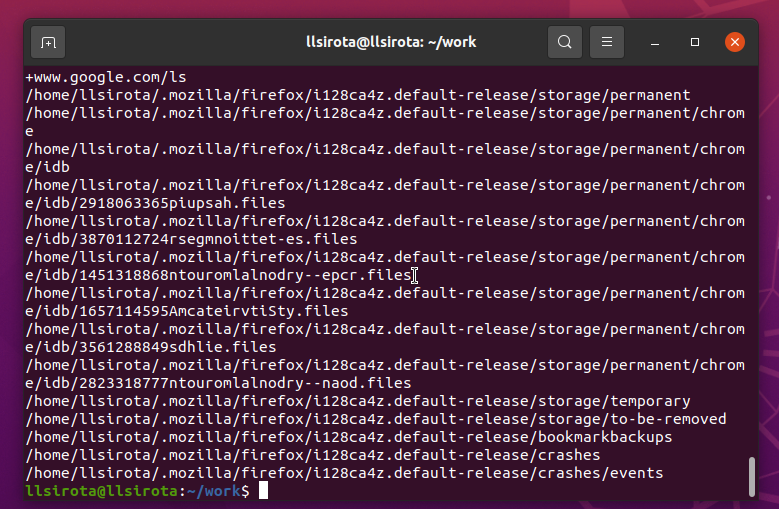 llsirota@llsirota: ~/work
+www.google.com/ls
/home/llsirota/.mozilla/firefox/i128ca4z.default-release/storage/permanent
/home/llsirota/.mozilla/firefox/i128ca4z.default-release/storage/permanent/chrom
e
/home/llsirota/.mozilla/firefox/i128ca4z.default-release/storage/permanent/chrom
e/idb
/home/llsirota/.mozilla/firefox/i128ca4z.default-release/storage/permanent/chrom
e/idb/2918063365piupsah.files
/home/llsirota/.mozilla/firefox/i128ca4z.default-release/storage/permanent/chrom
e/idb/3870112724rsegmnoittet-es.files
/home/llsirota/.mozilla/firefox/i128ca4z.default-release/storage/permanent/chrom
e/idb/1451318868ntouromlalnodry--epcr.files
/home/llsirota/.mozilla/firefox/i128ca4z.default-release/storage/permanent/chrom
e/idb/1657114595AmcateirvtiSty.files
/home/llsirota/.mozilla/firefox/i128ca4z.default-release/storage/permanent/chrom
e/idb/3561288849sdhlie.files
/home/llsirota/.mozilla/firefox/i128ca4z.default-release/storage/permanent/chrom
e/idb/2823318777ntouromlalnodry--naod.files
/home/llsirota/.mozilla/firefox/i128ca4z.default-release/storage/temporary
/home/llsirota/.mozilla/firefox/i128ca4z.default-release/storage/to-be-removed
/home/llsirota/.mozilla/firefox/i128ca4z.default-release/bookmarkbackups
/home/llsirota/.mozilla/firefox/i128ca4z.default-release/crashes
/home/llsirota/.mozilla/firefox/i128ca4z.default-release/crashes/events
llsirota@llsirota:~/work$